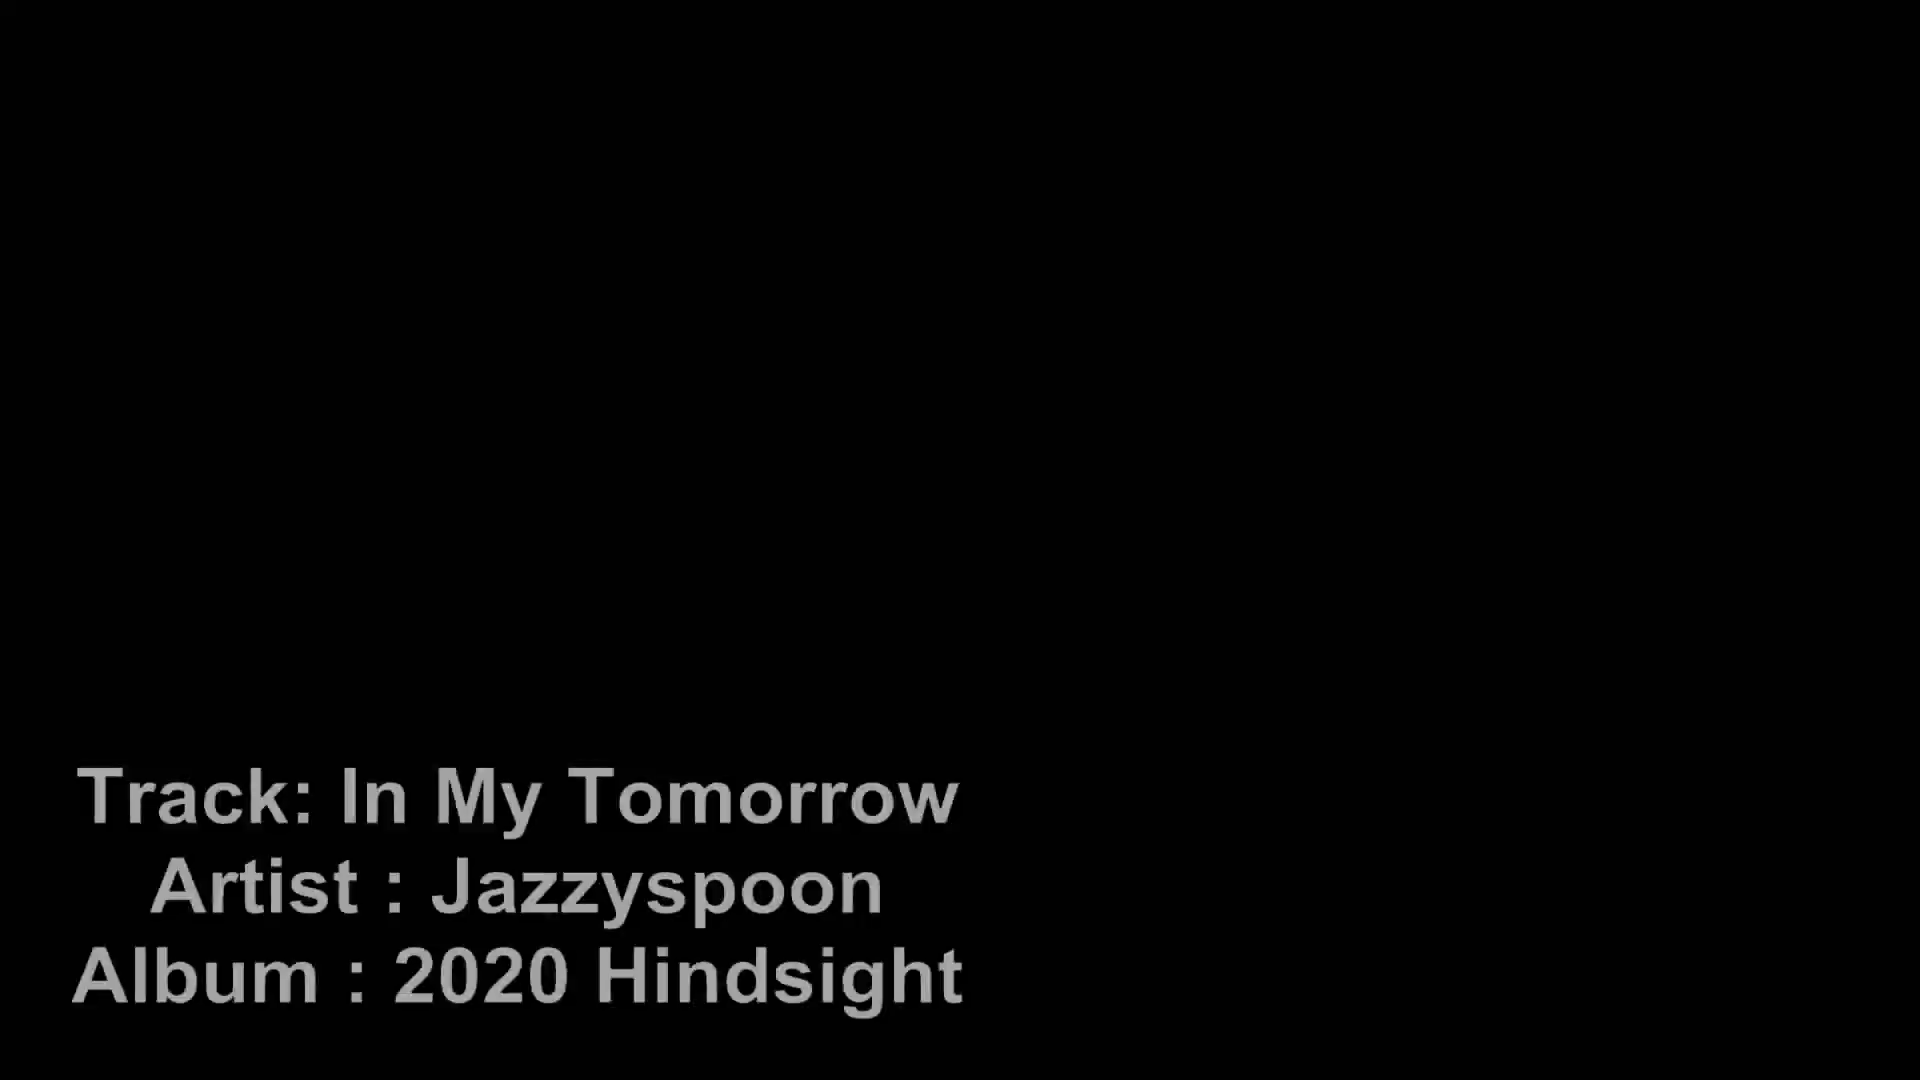 Track: In My Tomorrow
Artist : Jazzyspoon
Album : 2020 Hindsight